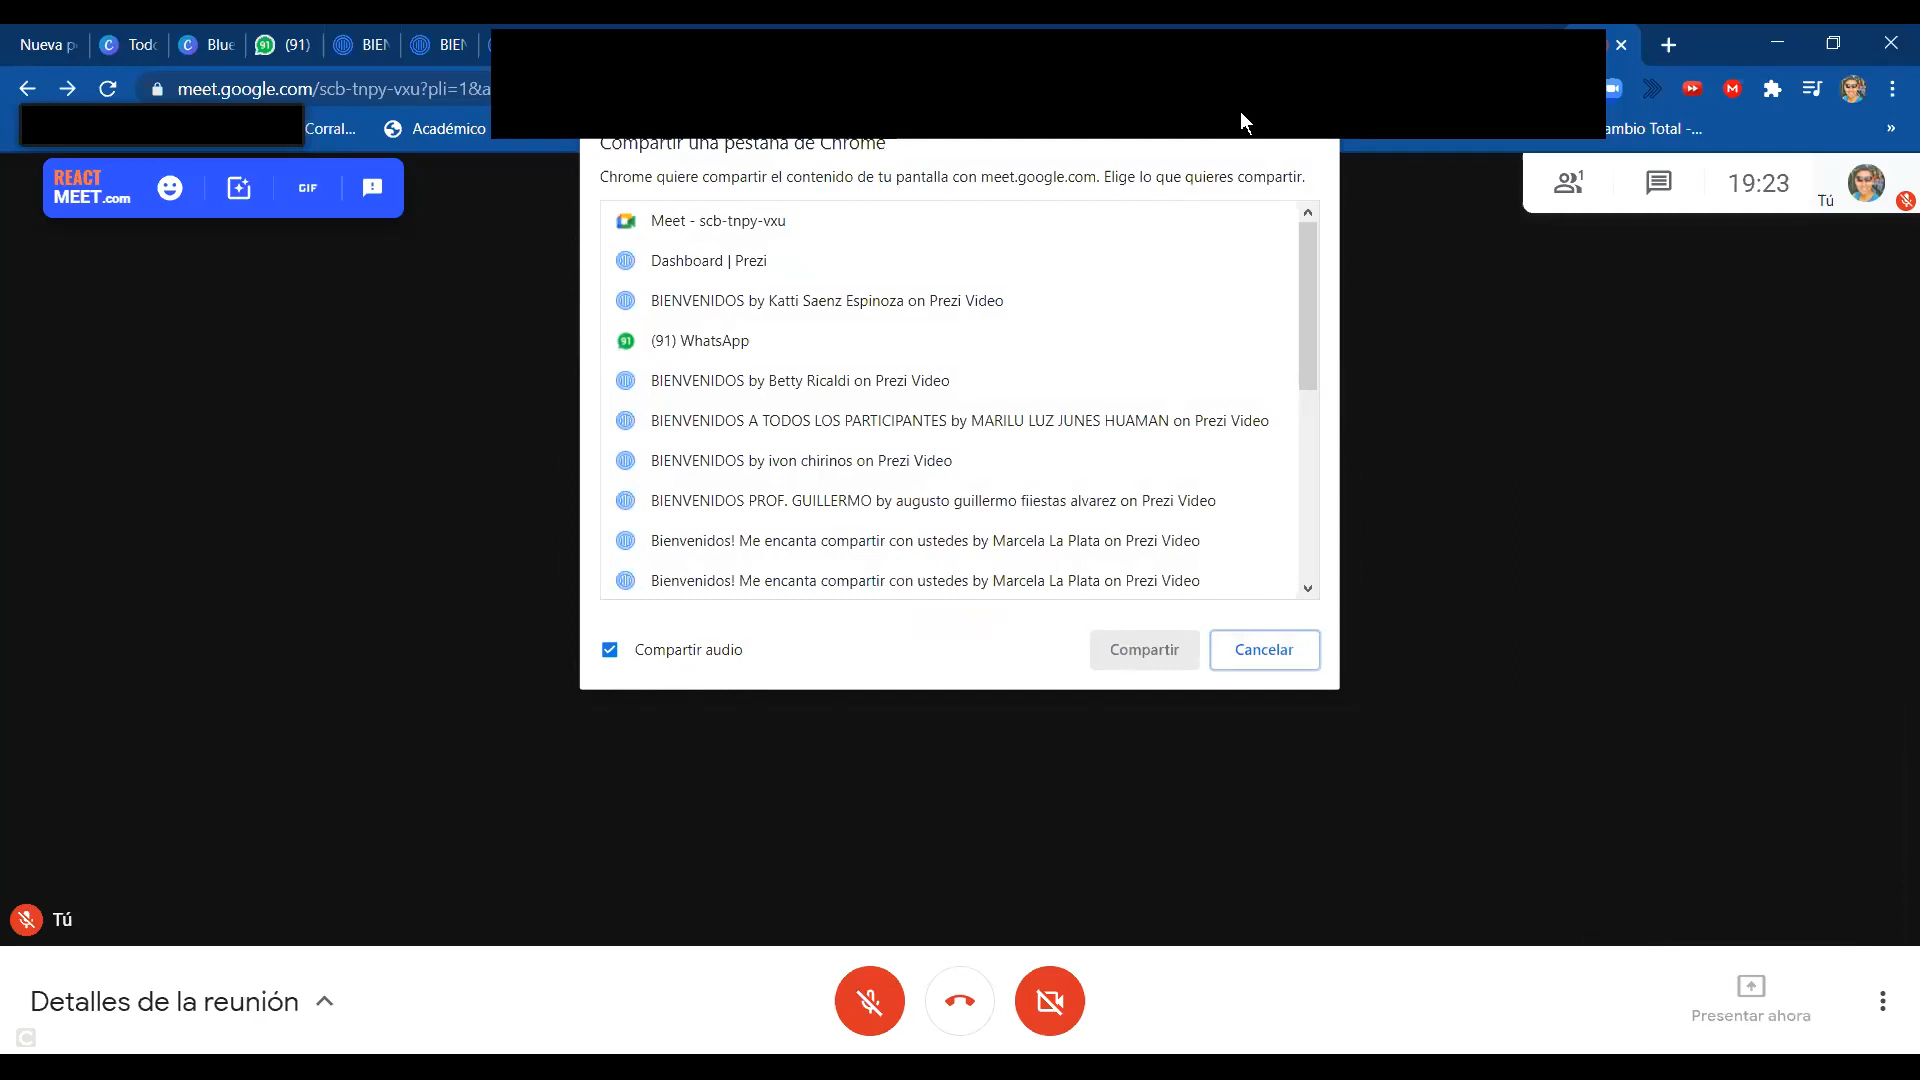 Nueva p
Todo
Blue
(91)
BIEN
BIEN
meet.google.com/scb-tnpy-vxu?pli=1&a
Corral...
Académico
ambio Total -...
REACT
MEET.com
GIF
19:23
Tú
Compartir una pestaña de Chrome
Chrome quiere compartir el contenido de tu pantalla con meet.google.com. Elige lo que quieres compartir.
Meet - scb-tnpy-vxu
Dashboard | Prezi
BIENVENIDOS by Katti Saenz Espinoza on Prezi Video
(91) WhatsApp
BIENVENIDOS by Betty Ricaldi on Prezi Video
BIENVENIDOS A TODOS LOS PARTICIPANTES by MARILU LUZ JUNES HUAMAN on Prezi Video
BIENVENIDOS by ivon chirinos on Prezi Video
BIENVENIDOS PROF. GUILLERMO by augusto guillermo fiiestas alvarez on Prezi Video
Bienvenidos! Me encanta compartir con ustedes by Marcela La Plata on Prezi Video
Bienvenidos! Me encanta compartir con ustedes by Marcela La Plata on Prezi Video
Compartir audio
Compartir
Cancelar
Tú
Detalles de la reunión
Presentar ahora